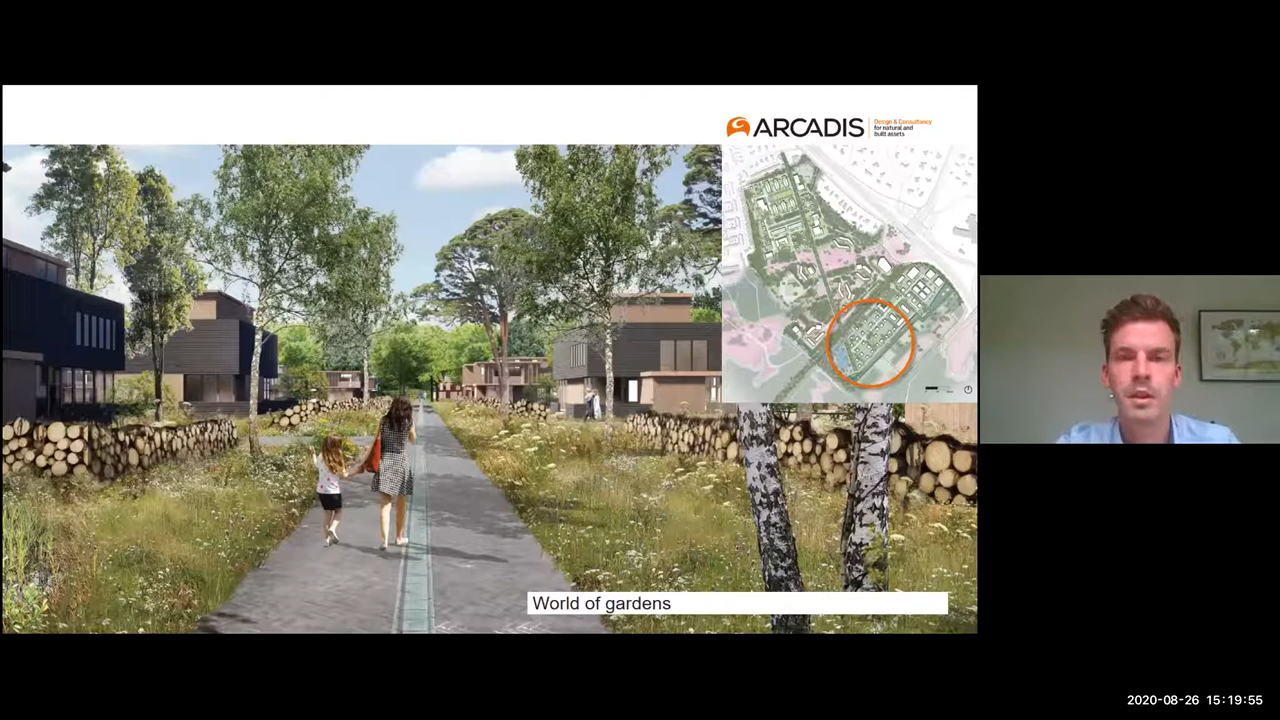 ARCADIS
Design & Consultancy
for natural and
built assets
World of gardens
2020-08-26 15:19:55